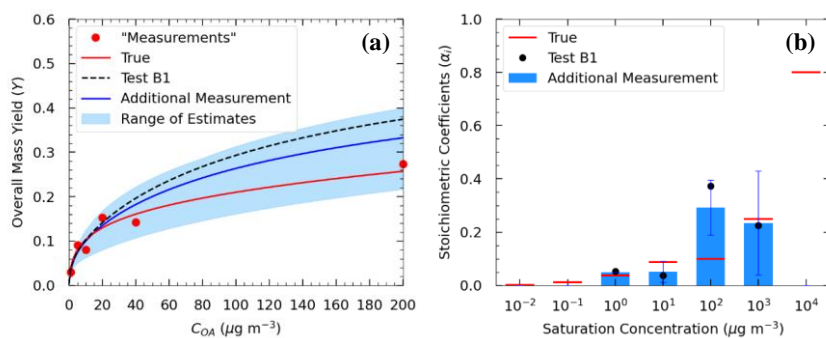 (a)
"Measurements"
True
Test B1
Additional Measurement
Range of Estimates
Overall Mass Yield (Y)
0.6
0.5
0.4
0.3
0.2
0.1
0.0
0 20 40 60 80 100 120 140 160 180 200
C_OA (μg m⁻³)
(b)
True
Test B1
Additional Measurement
Stoichiometric Coefficients (α_i)
1.0
0.8
0.6
0.4
0.2
0.0
10⁻² 10⁻¹ 10⁰ 10¹ 10² 10³ 10⁴
Saturation Concentration (μg m⁻³)